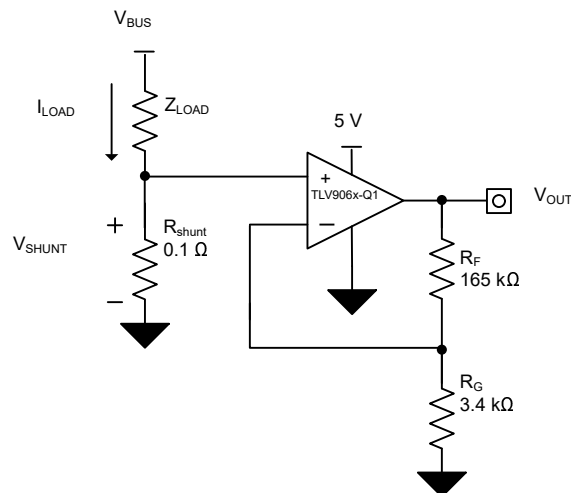 VBUS
ILOAD
ZLOAD
5 V
+
TLV906x-Q1
−
VOUT
+
VSHUNT
−
Rshunt
0.1 Ω
RF
165 kΩ
RG
3.4 kΩ